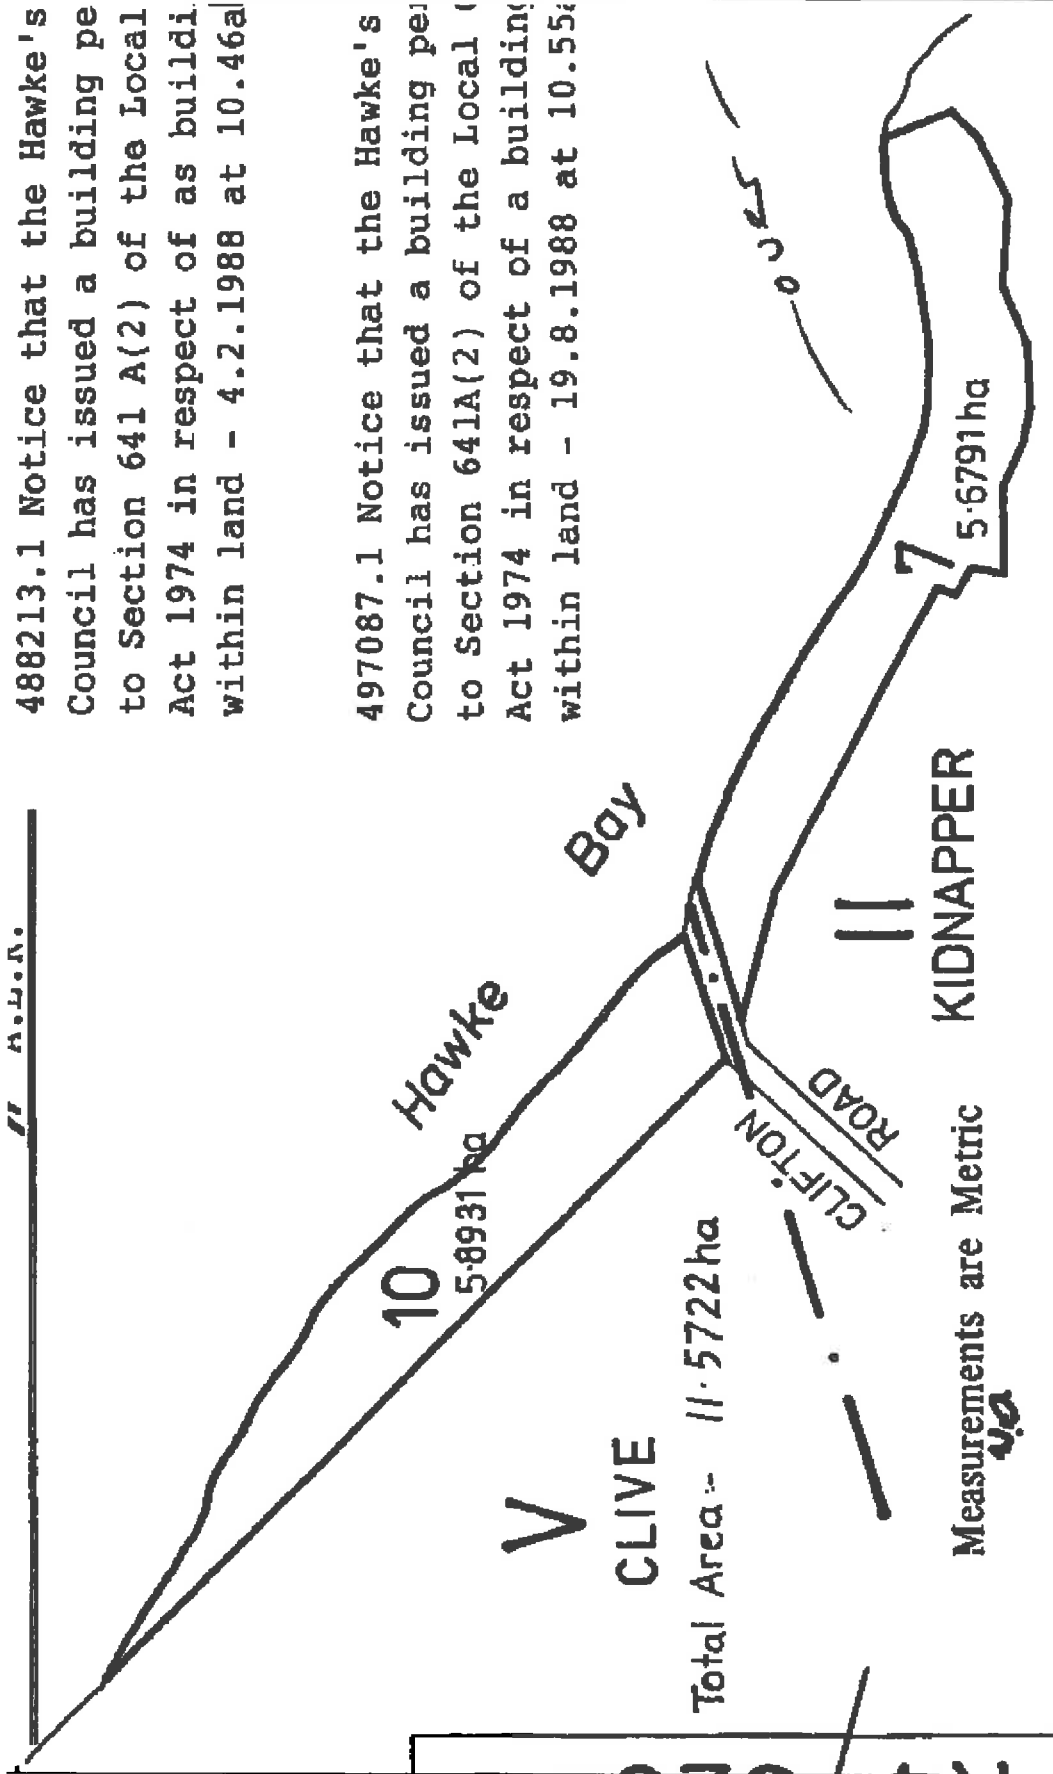 488213.1 Notice that the Hawke's
Council has issued a building pe
to Section 641 A(2) of the Local
Act 1974 in respect of as buildi
within land - 4.2.1988 at 10.46a
497087.1 Notice that the Hawke's
Council has issued a building per
to Section 641A(2) of the Local
Act 1974 in respect of a building
within land - 19.8.1988 at 10.55a
Hawke Bay
10
5·8931 ha
7
5·6791 ha
V
CLIVE
11
KIDNAPPER
CLIFTON
ROAD
Total Area:- 11·5722 ha
Measurements are Metric